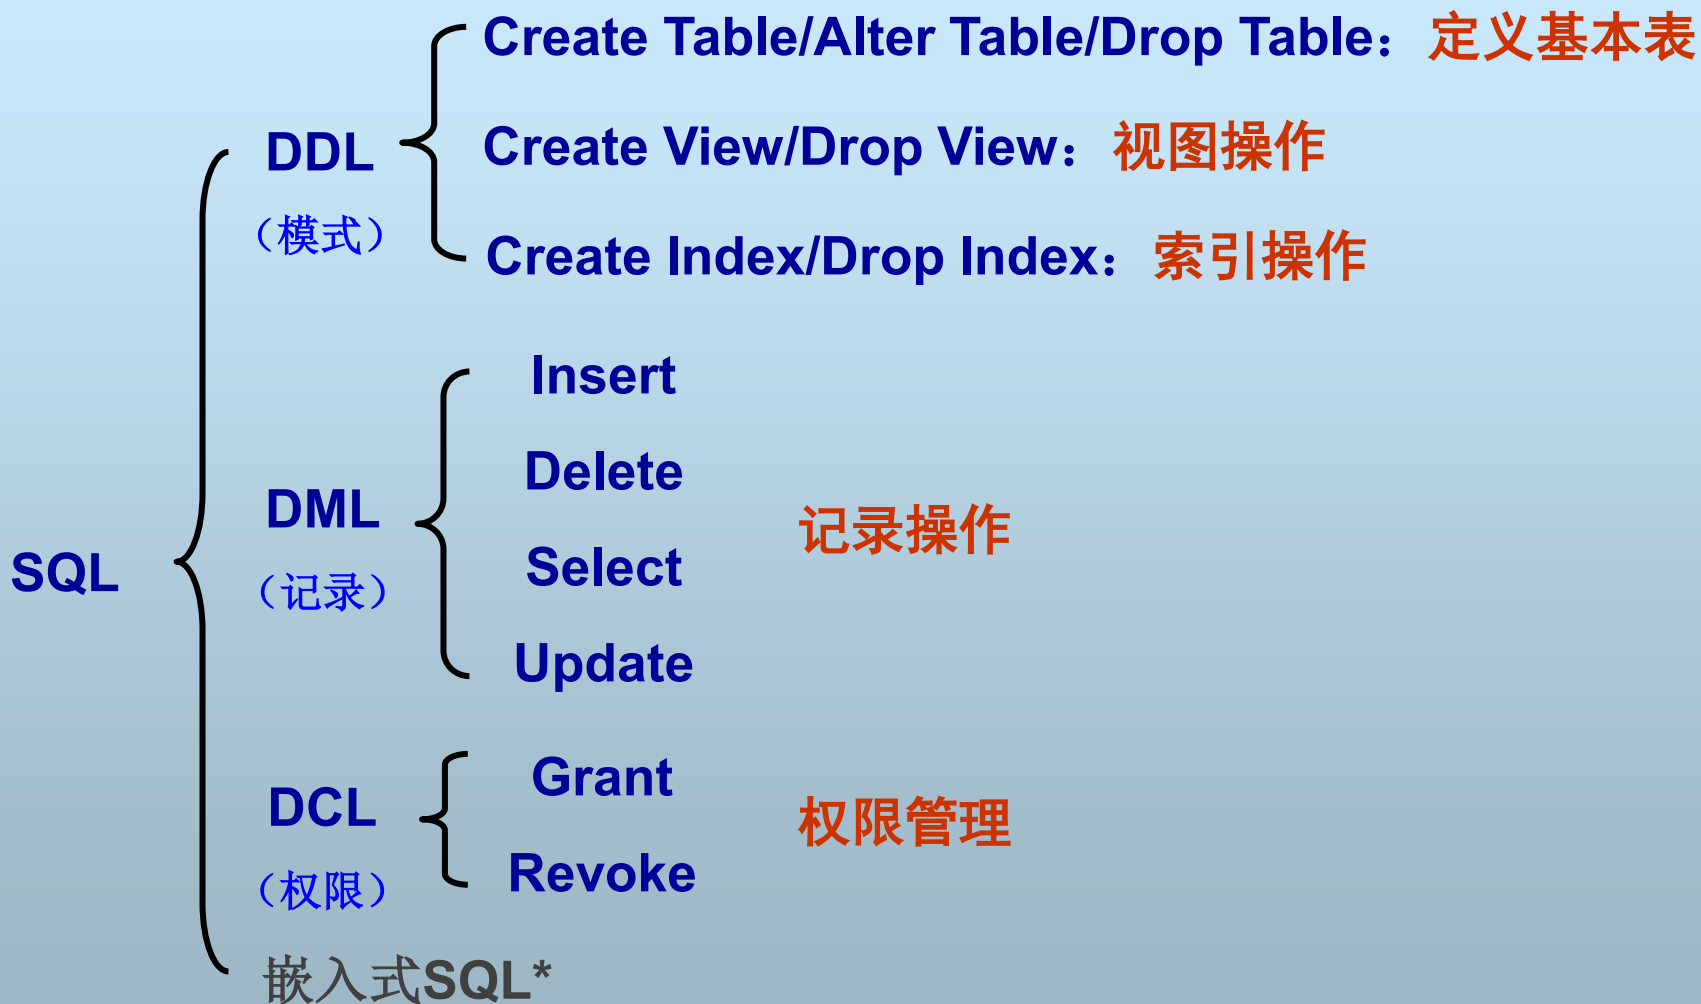 Create Table/Alter Table/Drop Table：定义基本表
DDL
（模式）
Create View/Drop View：视图操作
Create Index/Drop Index：索引操作
SQL
DML
（记录）
Insert
Delete
Select
Update
记录操作
DCL
（权限）
Grant
Revoke
权限管理
嵌入式SQL*